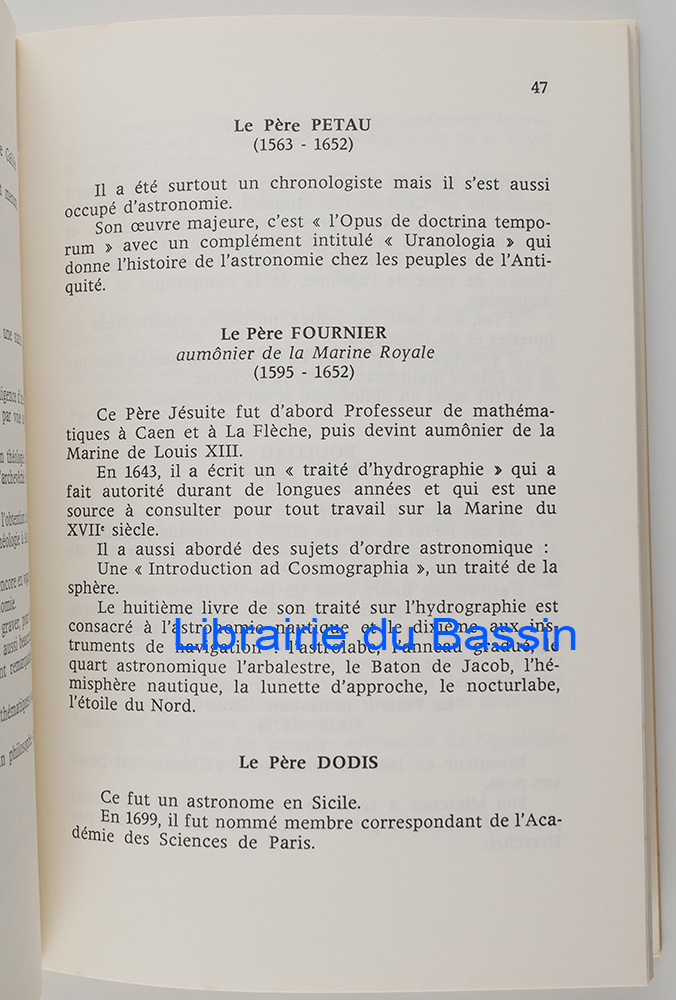 47
Le Père PETAU
(1563 - 1652)
Il a été surtout un chronologiste mais il s'est aussi
occupé d'astronomie.
Son œuvre majeure, c'est « l'Opus de doctrina tempo-
rum » avec un complément intitulé « Uranologia » qui
donne l'histoire de l'astronomie chez les peuples de l'Anti-
quité.
Le Père FOURNIER
aumônier de la Marine Royale
(1595 - 1652)
Ce Père Jésuite fut d'abord Professeur de mathéma-
tiques à Caen et à La Flèche, puis devint aumônier de la
Marine de Louis XIII.
En 1643, il a écrit un « traité d'hydrographie » qui a
fait autorité durant de longues années et qui est une
source à consulter pour tout travail sur la Marine du
XVIIe siècle.
Il a aussi abordé des sujets d'ordre astronomique :
Une « Introduction ad Cosmographia », un traité de la
sphère.
Le huitième livre de son traité sur l'hydrographie est
consacré à l'astronomie nautique et le dixième aux ins-
truments de navigation : l'astrolabe, l'anneau gradué, le
Librairie du Bassin
quart astronomique l'arbalestre, le Baton de Jacob, l'hé-
misphère nautique, la lunette d'approche, le nocturlabe,
l'étoile du Nord.
Le Père DODIS
Ce fut un astronome en Sicile.
En 1699, il fut nommé membre correspondant de l'Aca-
démie des Sciences de Paris.